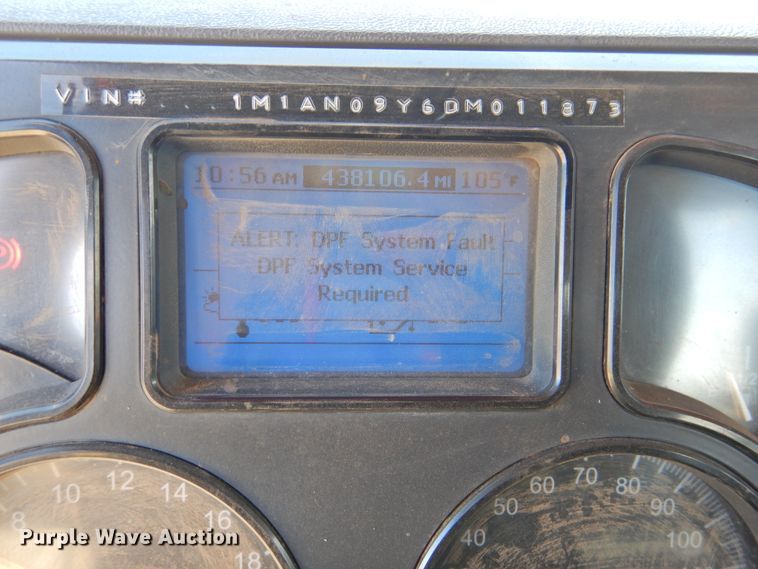 VIN# 1M1AN09Y6DM011873
10:56 AM 438106.4 MI 105°F
ALERT: DPF System Fault
DPF System Service
Required
8 10 12 14 16 18
40 50 60 70 80 90 100
Purple Wave Auction